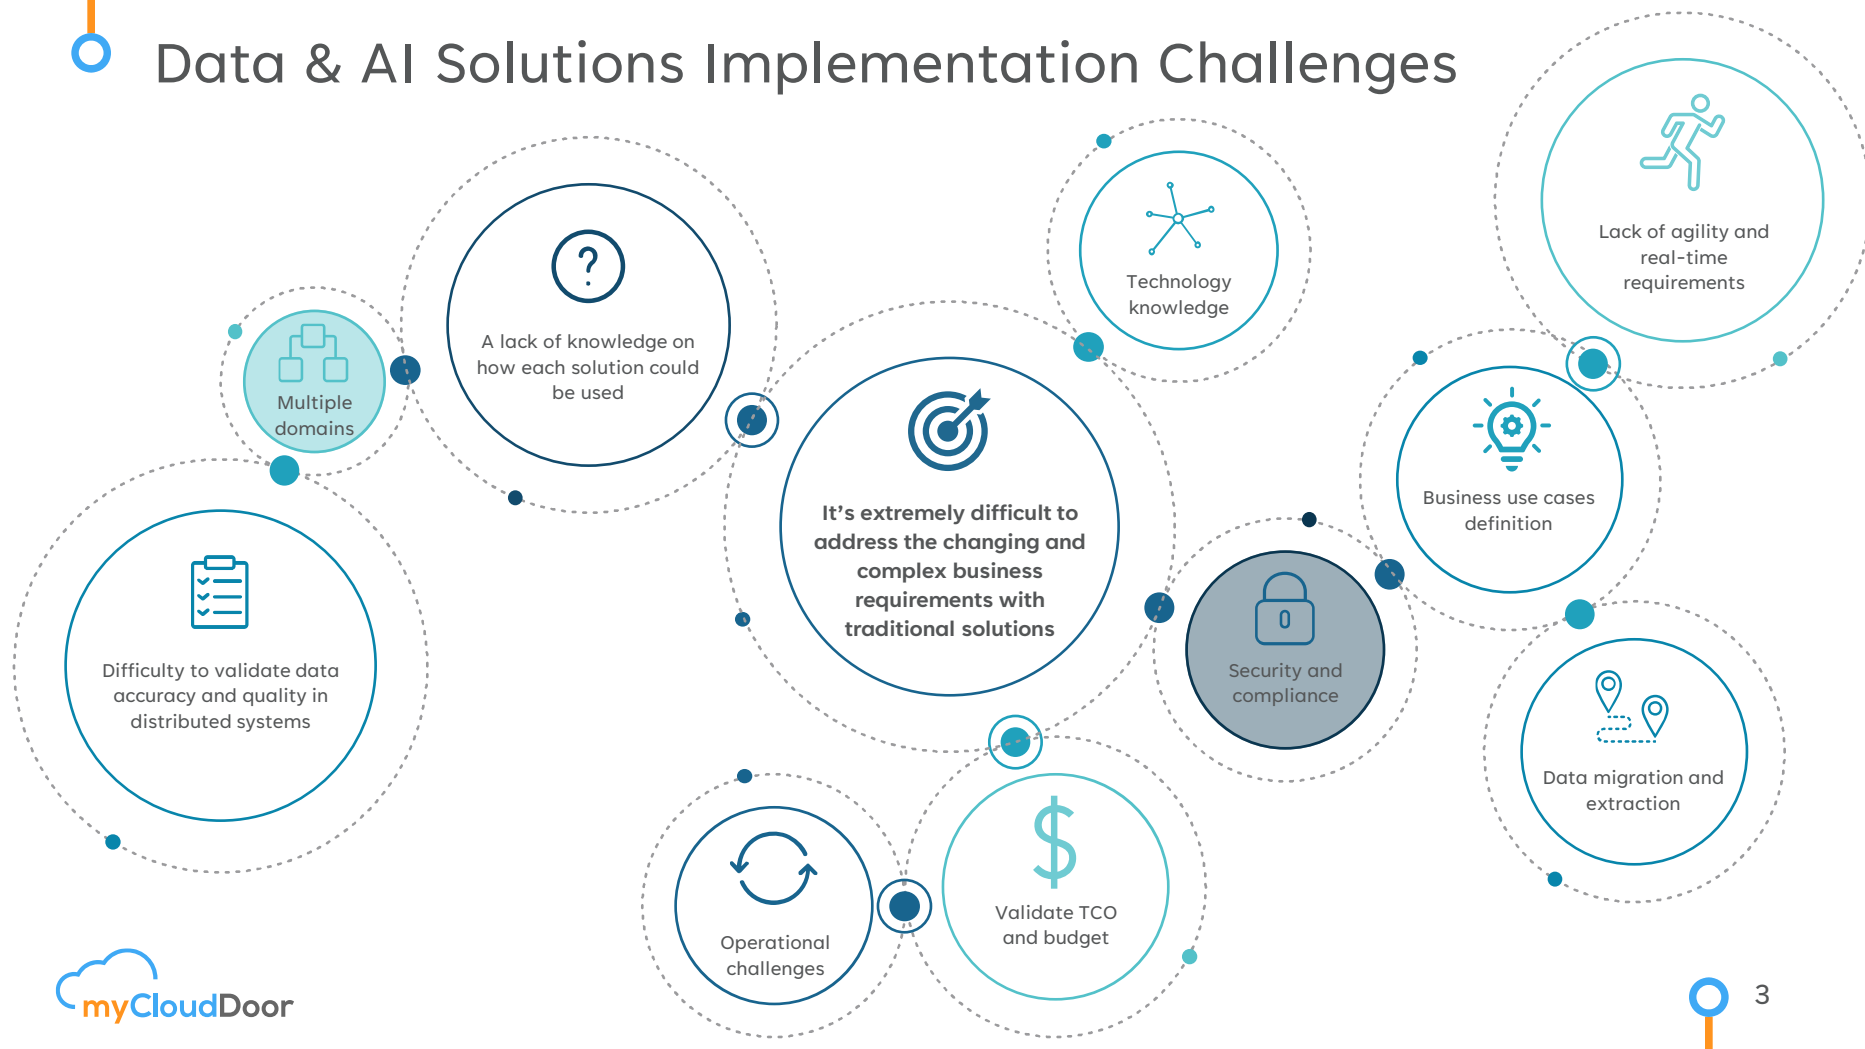 Data & AI Solutions Implementation Challenges
Lack of agility and
real-time
requirements
Technology
knowledge
A lack of knowledge on
how each solution could
be used
Multiple
domains
It's extremely difficult to
address the changing and
complex business
requirements with
traditional solutions
Business use cases
definition
Difficulty to validate data
accuracy and quality in
distributed systems
Security and
compliance
Data migration and
extraction
Validate TCO
and budget
Operational
challenges
myCloudDoor
3